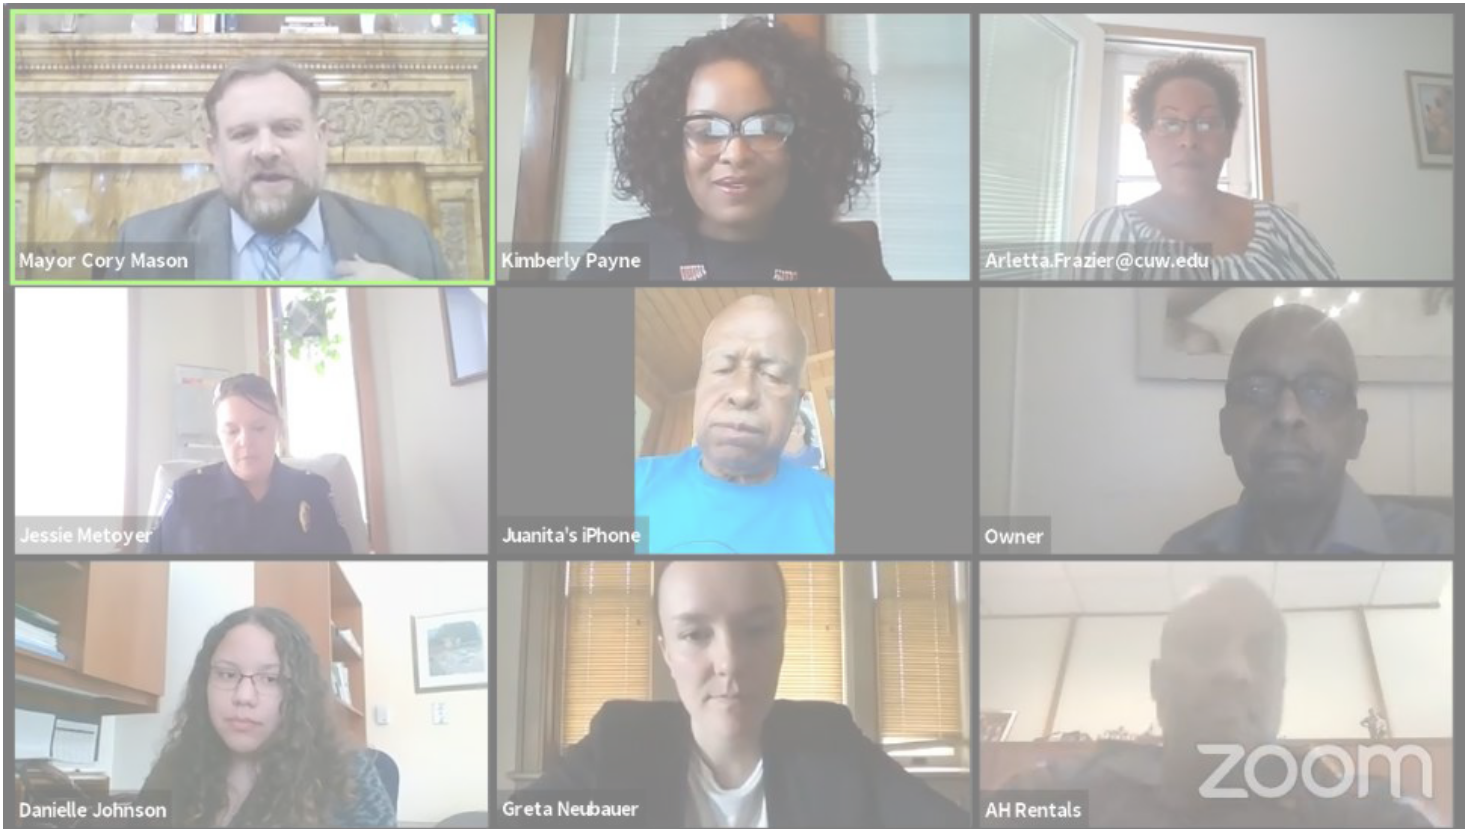 Mayor Cory Mason
Kimberly Payne
Arletta.Frazier@cuw.edu
Jessie Metoyer
Juanita's iPhone
Owner
Danielle Johnson
Greta Neubauer
AH Rentals
zoom